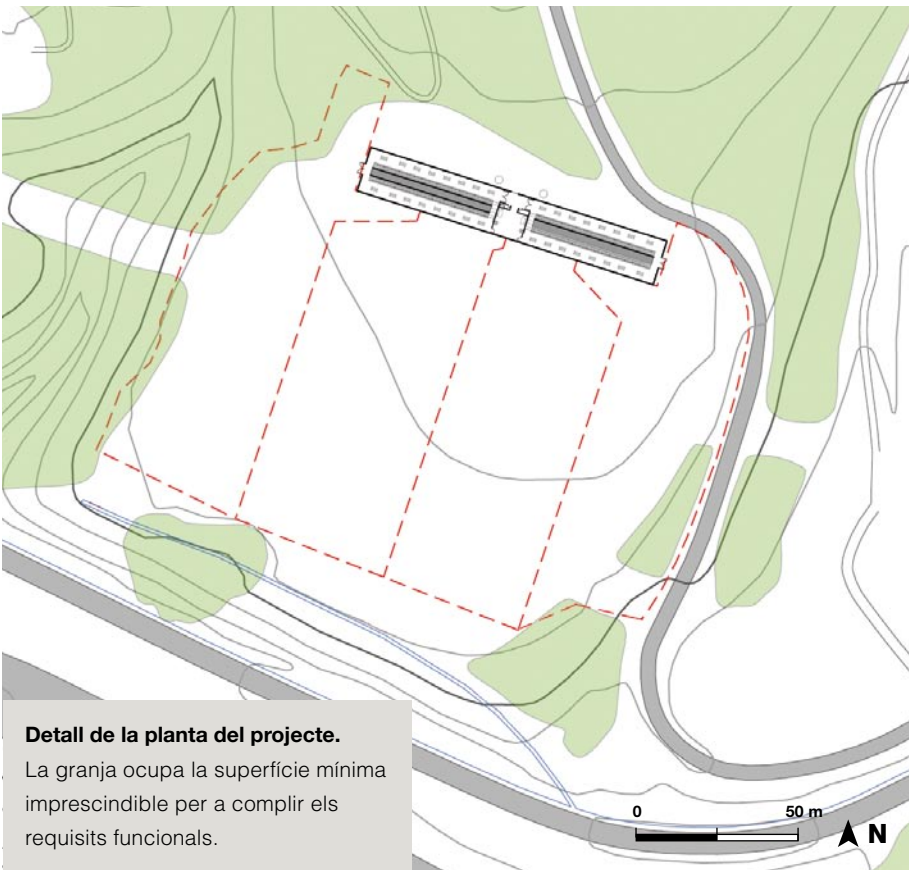 Detall de la planta del projecte.
La granja ocupa la superfície mínima
imprescindible per a complir els
requisits funcionals.
0 50 m
N